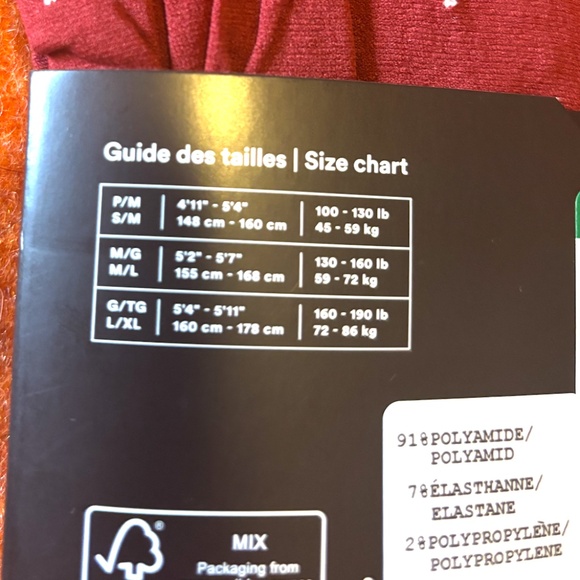 Guide des tailles | Size chart
P/M 4'11" - 5'4" 100 - 130 lb
S/M 148 cm - 160 cm 45 - 59 kg
M/G 5'2" - 5'7" 130 - 160 lb
M/L 155 cm - 168 cm 59 - 72 kg
G/TG 5'4" - 5'11" 160 - 190 lb
L/XL 160 cm - 178 cm 72 - 86 kg
91%POLYAMIDE/
POLYAMID
7%ÉLASTHANNE/
ELASTANE
2%POLYPROPYLÈNE/
POLYPROPYLENE
®
MIX
Packaging from